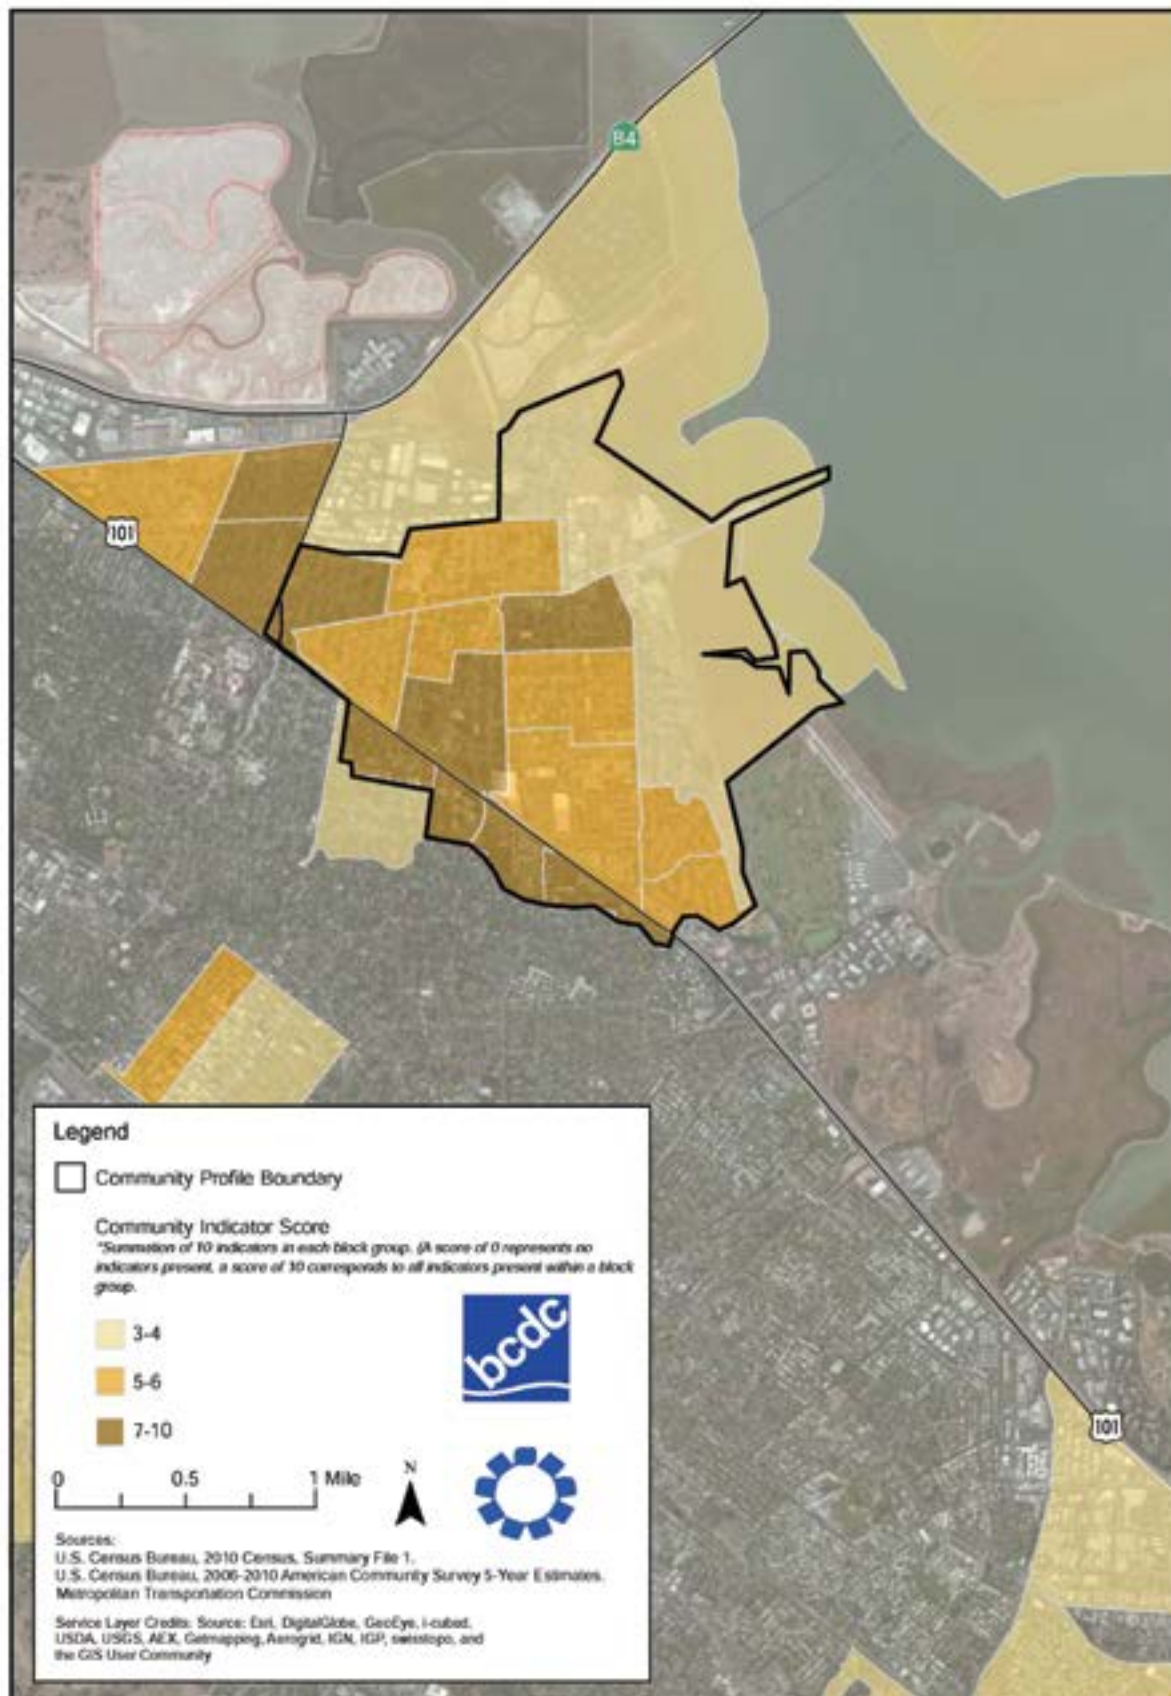 84
101
101
Legend
Community Profile Boundary
Community Indicator Score
*Summation of 10 indicators in each block group. (A score of 0 represents no
indicators present, a score of 10 corresponds to all indicators present within a block
group.
3-4
5-6
7-10
bcdc
0 0.5 1 Mile
N
Sources:
U.S. Census Bureau, 2010 Census, Summary File 1.
U.S. Census Bureau, 2006-2010 American Community Survey 5-Year Estimates.
Metropolitan Transportation Commission
Service Layer Credits: Source: Esri, DigitalGlobe, GeoEye, i-cubed,
USDA, USGS, AEX, Getmapping, Aerogrid, IGN, IGP, swisstopo, and
the GIS User Community